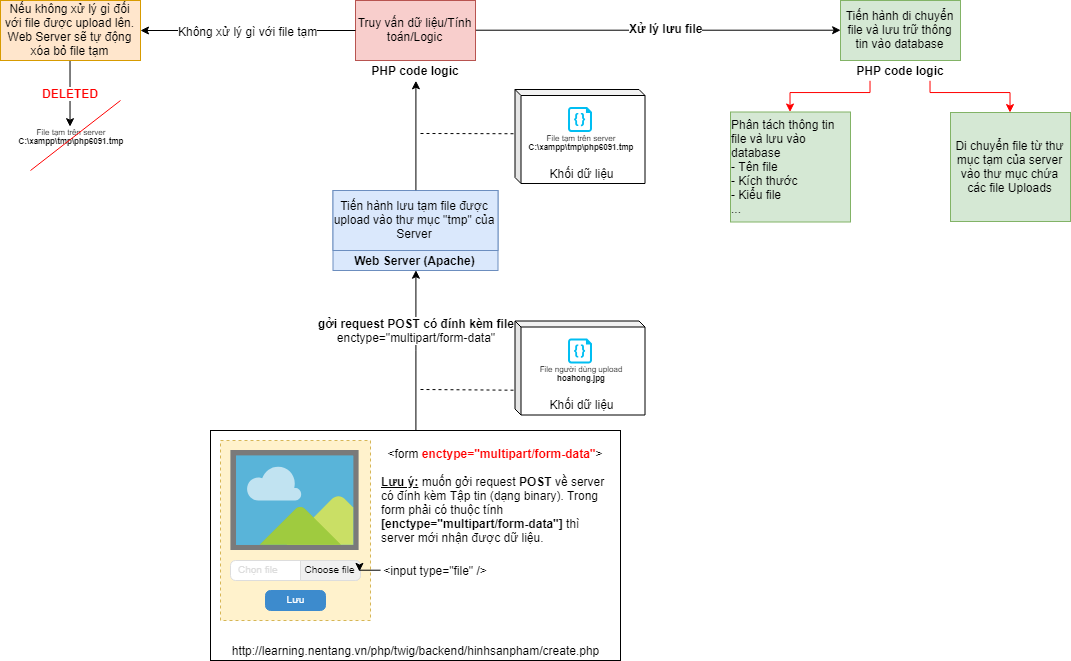 Nếu không xử lý gì đối
với file được upload lên.
Web Server sẽ tự động
xóa bỏ file tạm
Không xử lý gì với file tạm
Truy vấn dữ liệu/Tính
toán/Logic
PHP code logic
Xử lý lưu file
Tiến hành di chuyển
file và lưu trữ thông
tin vào database
PHP code logic
DELETED
File tạm trên server
C:\xampp\tmp\php6091.tmp
File tạm trên server
C:\xampp\tmp\php6091.tmp
Khối dữ liệu
Phân tách thông tin
file và lưu vào
database
- Tên file
- Kích thước
- Kiểu file
...
Di chuyển file từ thư
mục tạm của server
vào thư mục chứa
các file Uploads
Tiến hành lưu tạm file được
upload vào thư mục "tmp" của
Server
Web Server (Apache)
gởi request POST có đính kèm file
enctype="multipart/form-data"
File người dùng upload
hoahong.jpg
Khối dữ liệu
<form enctype="multipart/form-data">
Lưu ý: muốn gởi request POST về server
có đính kèm Tập tin (dạng binary). Trong
form phải có thuộc tính
[enctype="multipart/form-data"] thì
server mới nhận được dữ liệu.
Chọn file
Choose file
<input type="file" />
Lưu
http://learning.nentang.vn/php/twig/backend/hinhsanpham/create.php